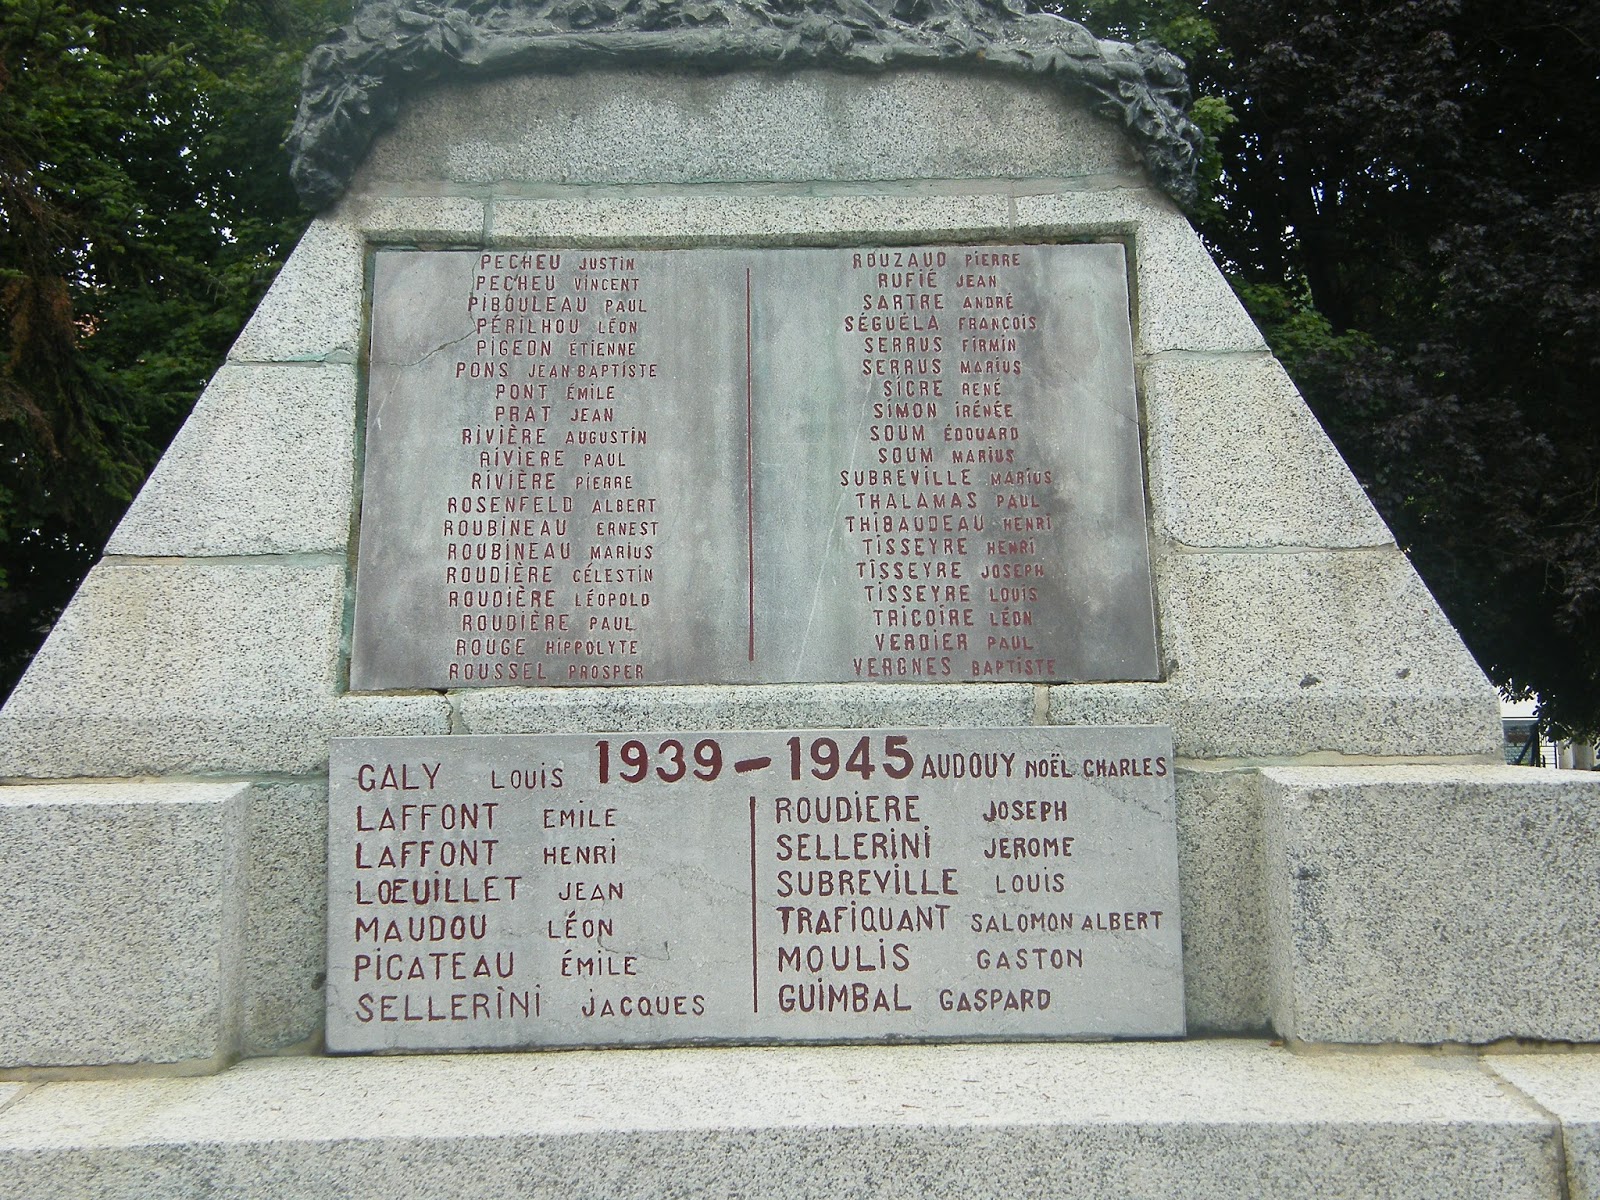 PECHEU JUSTIN
PECHEU VINCENT
PIBOULEAU PAUL
PÉRILHOU LÉON
PIGEON ÉTIENNE
PONS JEAN-BAPTISTE
PONT ÉMILE
PRAT JEAN
RIVIÈRE AUGUSTIN
RIVIERE PAUL
RIVIÈRE PIERRE
ROSENFELD ALBERT
ROUBINEAU ERNEST
ROUBINEAU MARIUS
ROUDIÈRE CÉLESTIN
ROUDIÈRE LÉOPOLD
ROUDIÈRE PAUL
ROUGE HIPPOLYTE
ROUSSEL PROSPER
ROUZAUD PIERRE
RUFIÉ JEAN
SARTRE ANDRÉ
SÉGUÉLA FRANÇOIS
SERRUS FIRMIN
SERRUS MARIUS
SICRE RENÉ
SIMON IRÉNÉE
SOUM ÉDOUARD
SOUM MARIUS
SUBREVILLE MARIUS
THALAMAS PAUL
THIBAUDEAU HENRI
TISSEYRE HENRI
TISSEYRE JOSEPH
TISSEYRE LOUIS
TRICOIRE LÉON
VERDIER PAUL
VERGNES BAPTISTE
1939-1945
GALY LOUIS
LAFFONT EMILE
LAFFONT HENRI
LŒUILLET JEAN
MAUDOU LÉON
PICATEAU ÉMILE
SELLERINI JACQUES
AUDOUY NOËL CHARLES
ROUDIERE JOSEPH
SELLERINI JEROME
SUBREVILLE LOUIS
TRAFIQUANT SALOMON ALBERT
MOULIS GASTON
GUIMBAL GASPARD